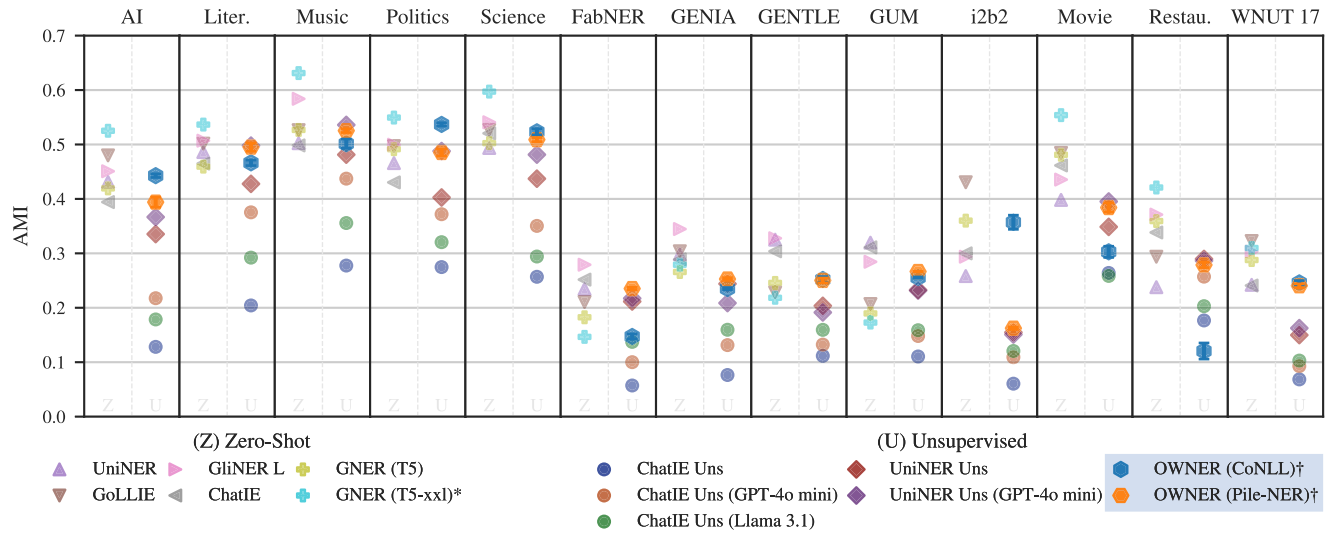 AI Liter. Music Politics Science FabNER GENIA GENTLE GUM i2b2 Movie Restau. WNUT 17
0.7
0.6
0.5
0.4
0.3
0.2
0.1
0.0
AMI
Z U Z U Z U Z U Z U Z U Z U Z U Z U Z U Z U Z U Z U
(Z) Zero-Shot (U) Unsupervised
UniNER GliNER L GNER (T5) ChatIE Uns UniNER Uns OWNER (CoNLL)†
GoLLIE ChatIE GNER (T5-xxl)* ChatIE Uns (GPT-4o mini) UniNER Uns (GPT-4o mini) OWNER (Pile-NER)†
ChatIE Uns (Llama 3.1)